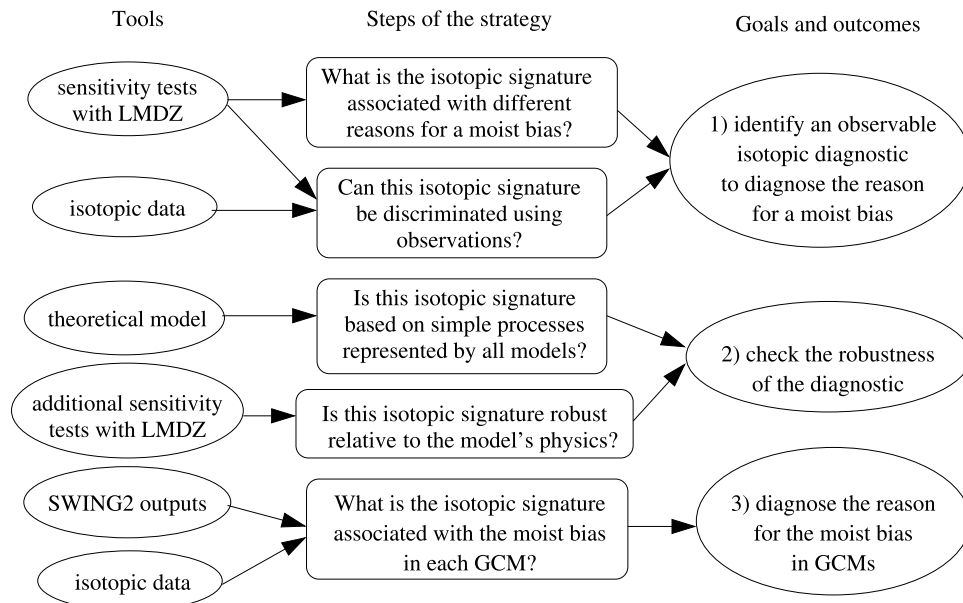 Tools
Steps of the strategy
Goals and outcomes
sensitivity tests
with LMDZ
What is the isotopic signature
associated with different
reasons for a moist bias?
1) identify an observable
isotopic diagnostic
to diagnose the reason
for a moist bias
isotopic data
Can this isotopic signature
be discriminated using
observations?
theoretical model
Is this isotopic signature
based on simple processes
represented by all models?
2) check the robustness
of the diagnostic
additional sensitivity
tests with LMDZ
Is this isotopic signature robust
relative to the model's physics?
SWING2 outputs
What is the isotopic signature
associated with the moist bias
in each GCM?
3) diagnose the reason
for the moist bias
in GCMs
isotopic data